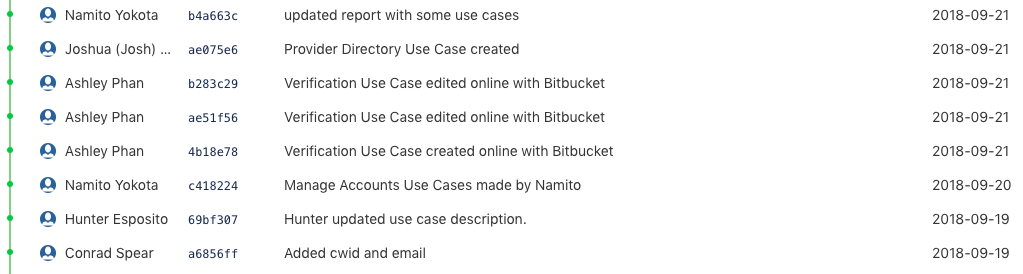 Namito Yokota b4a663c updated report with some use cases 2018-09-21
Joshua (Josh) ... ae075e6 Provider Directory Use Case created 2018-09-21
Ashley Phan b283c29 Verification Use Case edited online with Bitbucket 2018-09-21
Ashley Phan ae51f56 Verification Use Case edited online with Bitbucket 2018-09-21
Ashley Phan 4b18e78 Verification Use Case created online with Bitbucket 2018-09-21
Namito Yokota c418224 Manage Accounts Use Cases made by Namito 2018-09-20
Hunter Esposito 69bf307 Hunter updated use case description. 2018-09-19
Conrad Spear a6856ff Added cwid and email 2018-09-19